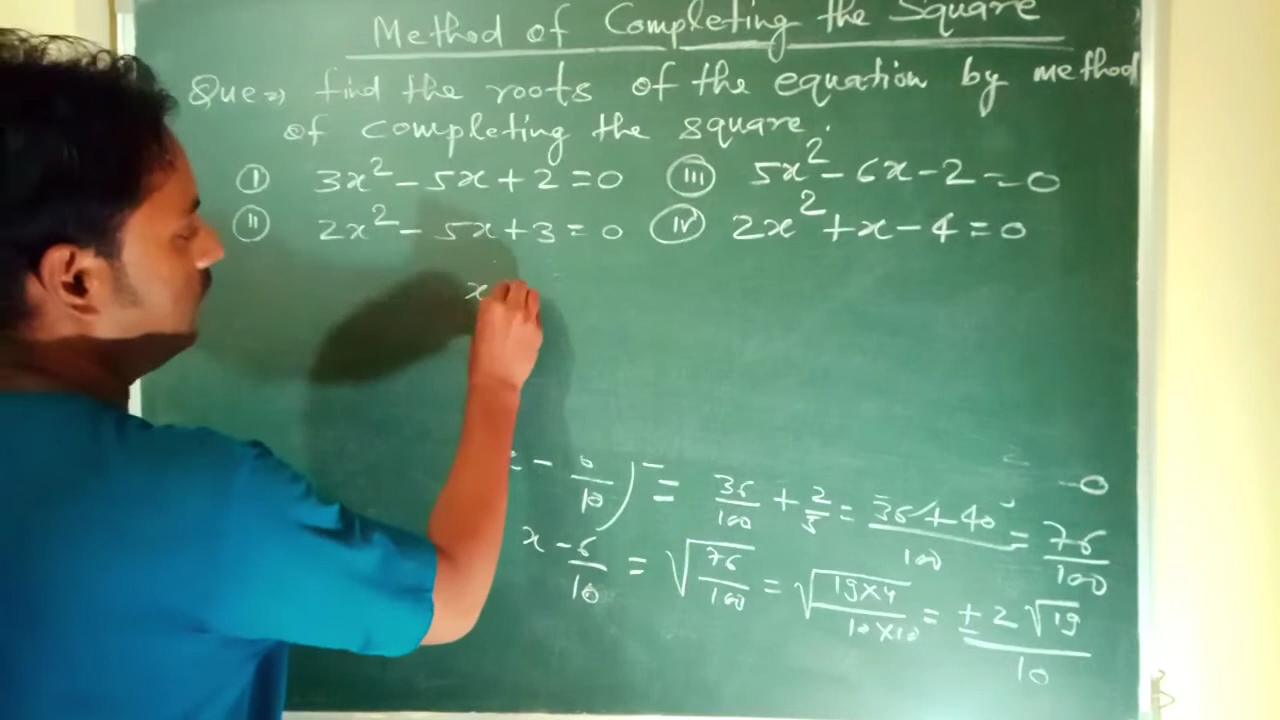 Method of Completing the Square
Que⇒ find the roots of the equation by method
of completing the square.
(I) 3x² - 5x + 2 = 0 (III) 5x² - 6x - 2 = 0
(II) 2x² - 5x + 3 = 0 (IV) 2x² + x - 4 = 0
x
- 6/10) = 36/100 + 2/5 = 36 + 40/100 = 76/100
x - 6/10 = √76/100 = √19×4/10×10 = ± 2√19/10